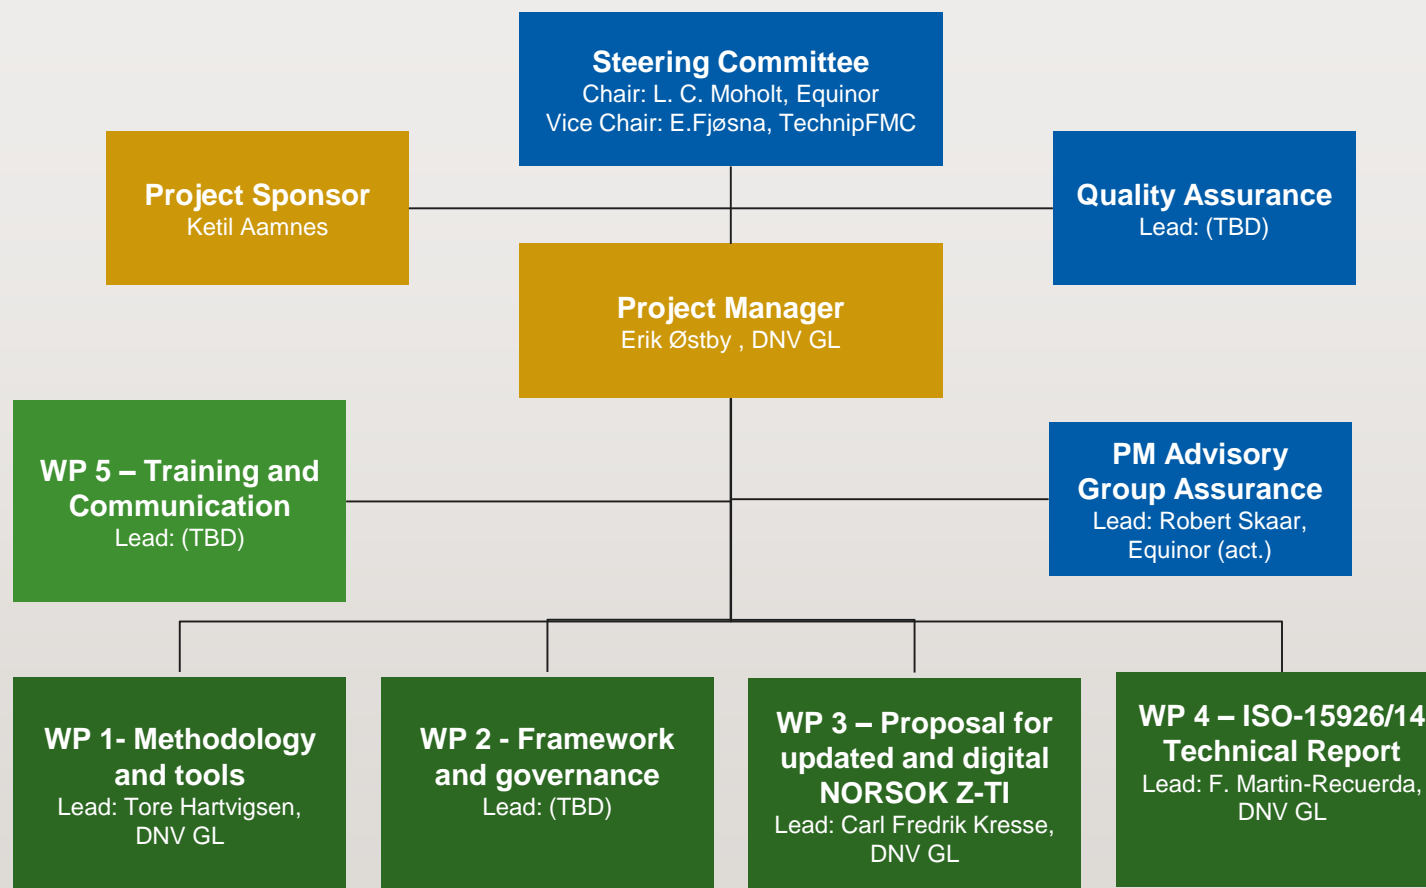 Steering Committee
Chair: L. C. Moholt, Equinor
Vice Chair: E.Fjøsna, TechnipFMC
Project Sponsor
Ketil Aamnes
Quality Assurance
Lead: (TBD)
Project Manager
Erik Østby , DNV GL
WP 5 – Training and
Communication
Lead: (TBD)
PM Advisory
Group Assurance
Lead: Robert Skaar,
Equinor (act.)
WP 1- Methodology
and tools
Lead: Tore Hartvigsen,
DNV GL
WP 2 - Framework
and governance
Lead: (TBD)
WP 3 – Proposal for
updated and digital
NORSOK Z-TI
Lead: Carl Fredrik Kresse,
DNV GL
WP 4 – ISO-15926/14
Technical Report
Lead: F. Martin-Recuerda,
DNV GL